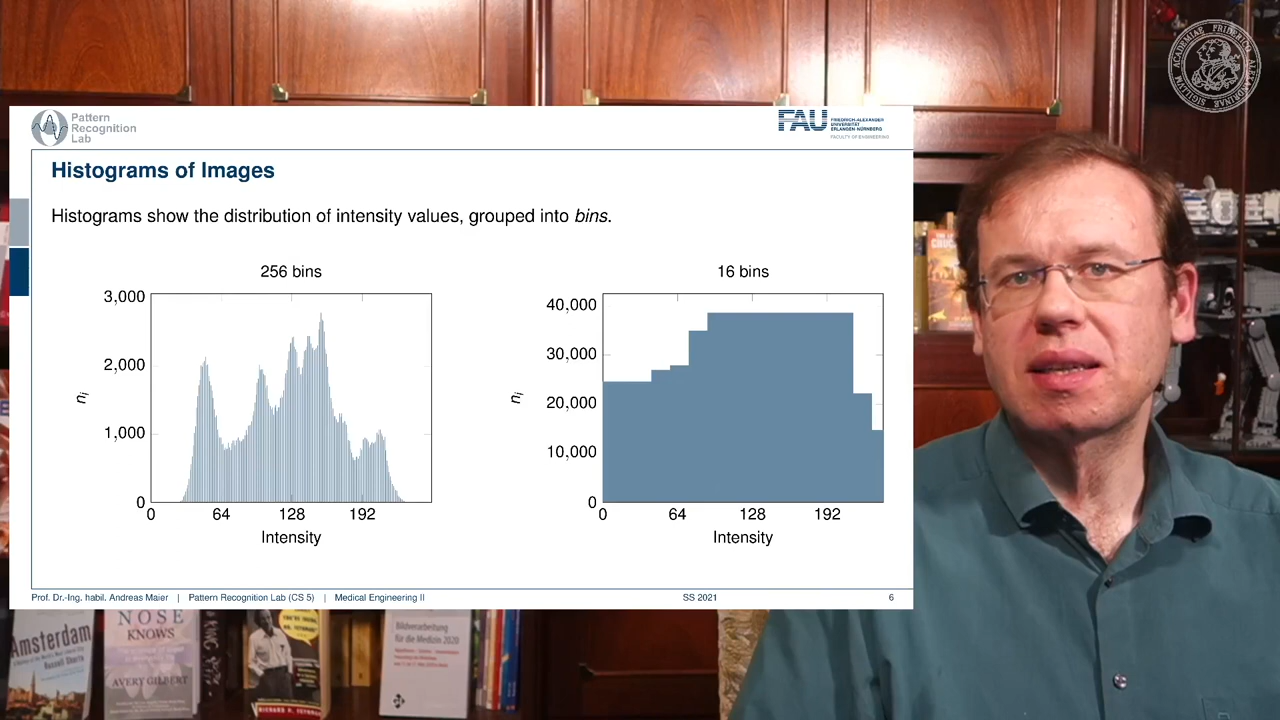 SIGILLVM ACADEMIAE FRIDERICI ALEXANDRINAE
Pattern
Recognition
Lab
FAU
FRIEDRICH-ALEXANDER
UNIVERSITÄT
ERLANGEN-NÜRNBERG
FACULTY OF ENGINEERING
Histograms of Images
Histograms show the distribution of intensity values, grouped into bins.
256 bins
3,000
2,000
1,000
0
nᵢ
0 64 128 192
Intensity
16 bins
40,000
30,000
20,000
10,000
0
nᵢ
0 64 128 192
Intensity
Prof. Dr.-Ing. habil. Andreas Maier | Pattern Recognition Lab (CS 5) | Medical Engineering II
SS 2021
6
Amsterdam
NOSE
KNOWS
AVERY GILBERT
Bildverarbeitung
für die Medizin 2020